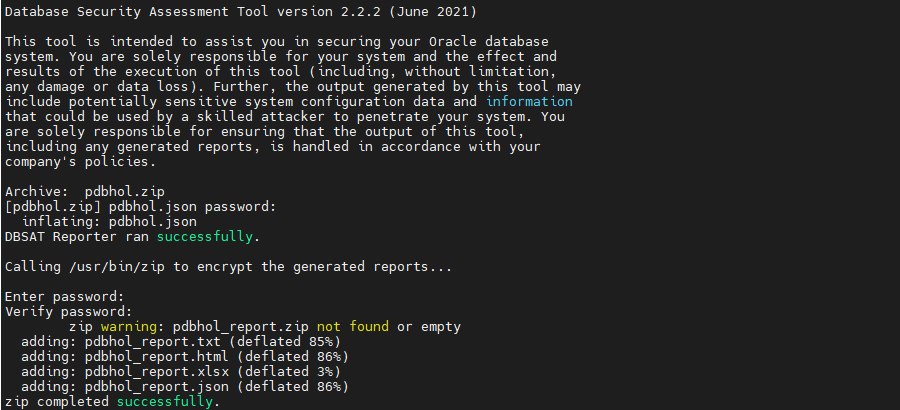 Database Security Assessment Tool version 2.2.2 (June 2021)

This tool is intended to assist you in securing your Oracle database
system. You are solely responsible for your system and the effect and
results of the execution of this tool (including, without limitation,
any damage or data loss). Further, the output generated by this tool may
include potentially sensitive system configuration data and information
that could be used by a skilled attacker to penetrate your system. You
are solely responsible for ensuring that the output of this tool,
including any generated reports, is handled in accordance with your
company's policies.

Archive:  pdbhol.zip
[pdbhol.zip] pdbhol.json password:
  inflating: pdbhol.json
DBSAT Reporter ran successfully.

Calling /usr/bin/zip to encrypt the generated reports...

Enter password:
Verify password:
        zip warning: pdbhol_report.zip not found or empty
  adding: pdbhol_report.txt (deflated 85%)
  adding: pdbhol_report.html (deflated 86%)
  adding: pdbhol_report.xlsx (deflated 3%)
  adding: pdbhol_report.json (deflated 86%)
zip completed successfully.